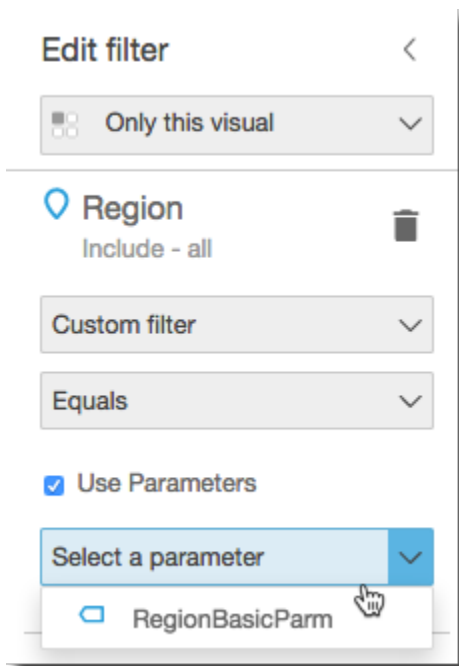 Edit filter
Only this visual
Region
Include - all
Custom filter
Equals
Use Parameters
Select a parameter
RegionBasicParm